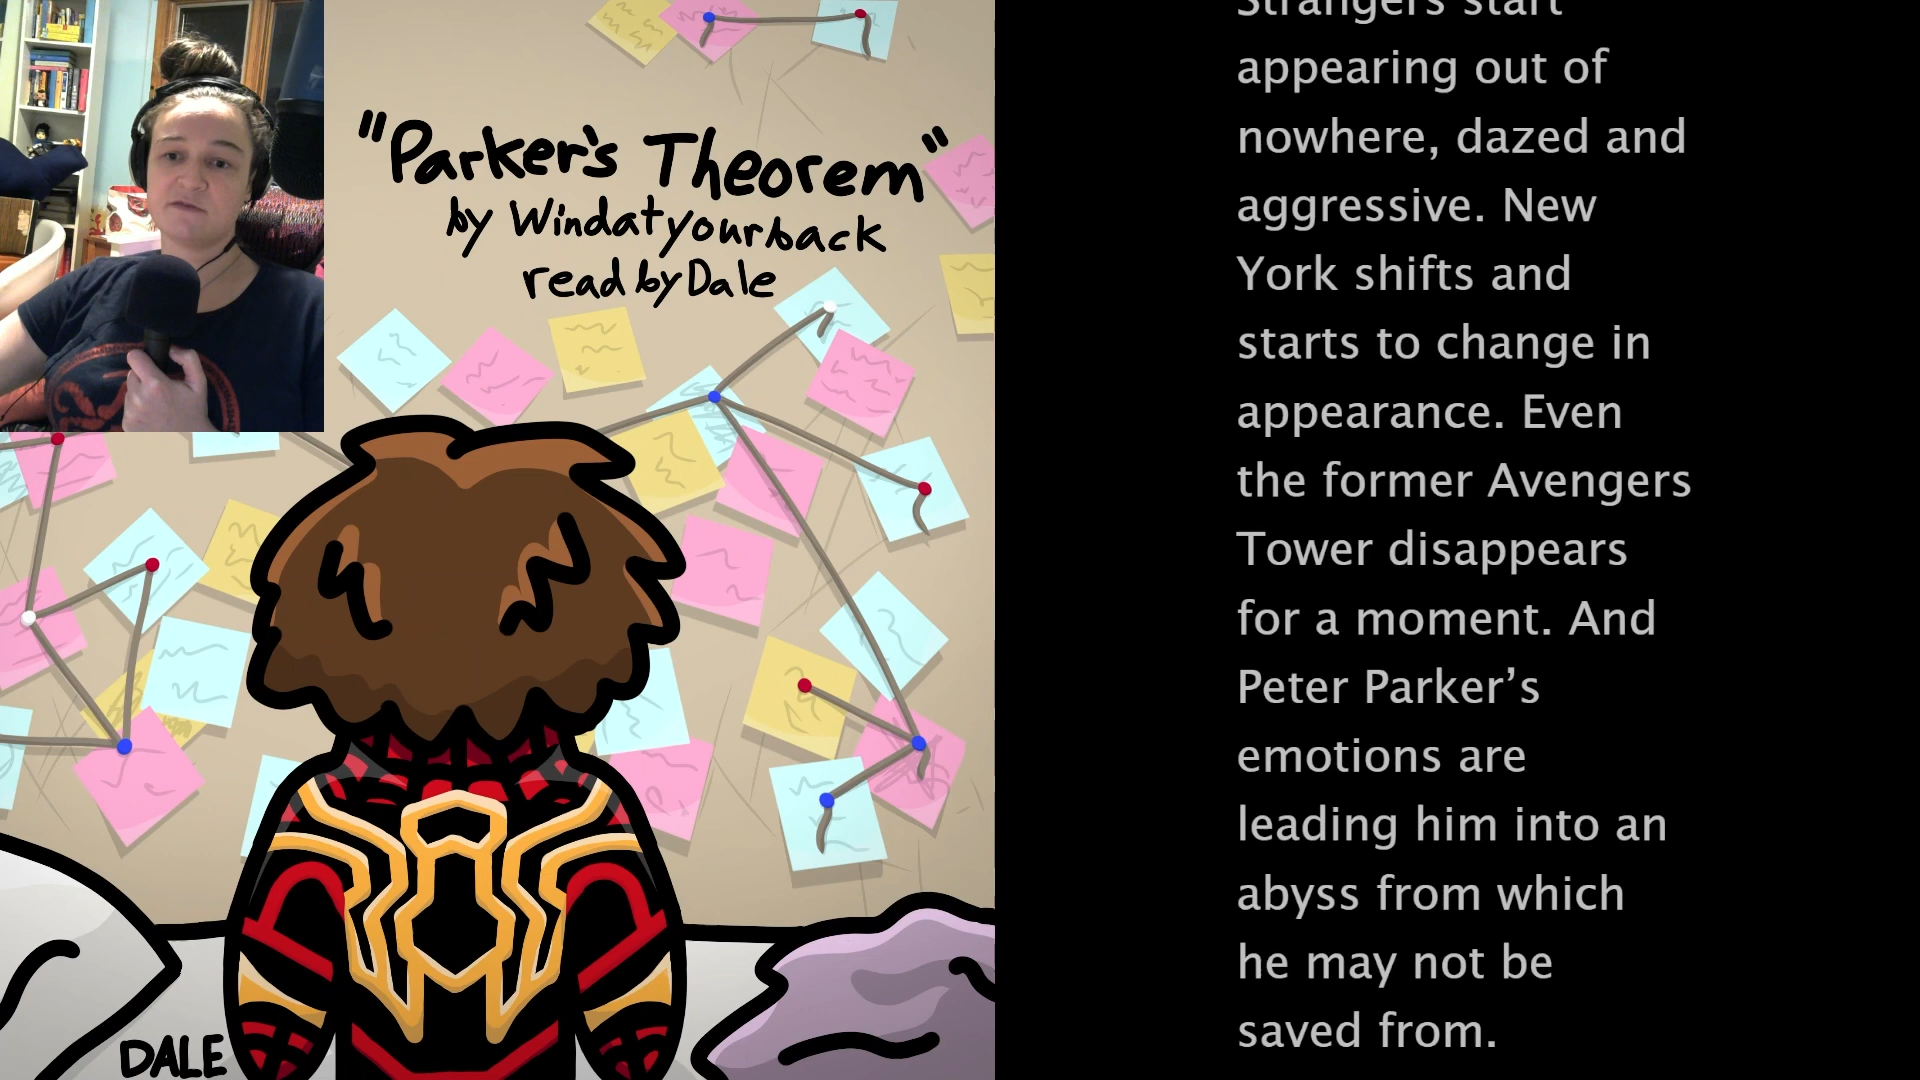 "Parker's Theorem"
by Windatyourback
read by Dale
DALE
Strangers start
appearing out of
nowhere, dazed and
aggressive. New
York shifts and
starts to change in
appearance. Even
the former Avengers
Tower disappears
for a moment. And
Peter Parker’s
emotions are
leading him into an
abyss from which
he may not be
saved from.